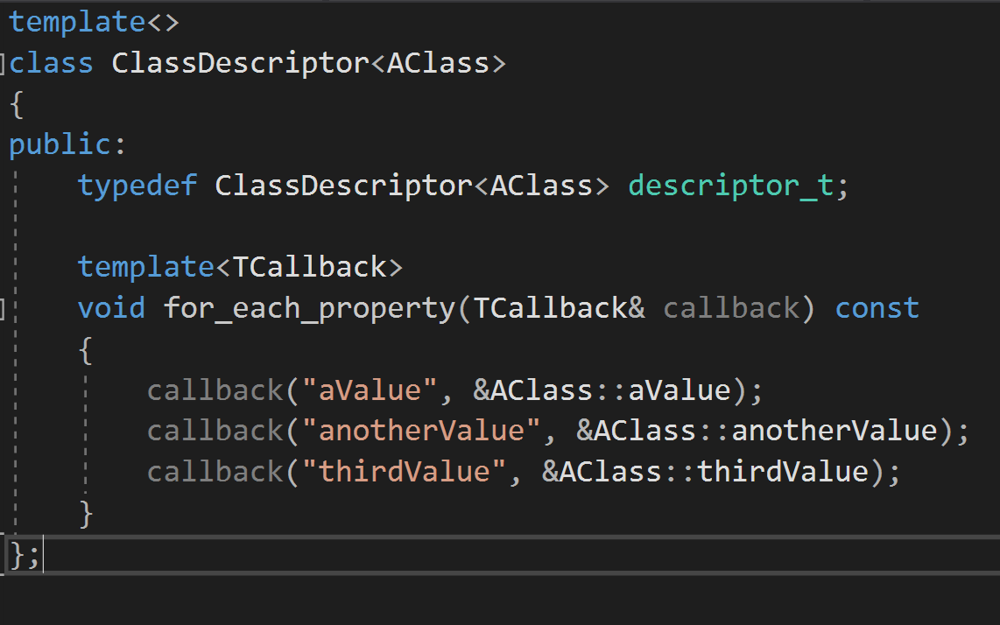 template<>
class ClassDescriptor<AClass>
{
public:
    typedef ClassDescriptor<AClass> descriptor_t;

    template<TCallback>
    void for_each_property(TCallback& callback) const
    {
        callback("aValue", &AClass::aValue);
        callback("anotherValue", &AClass::anotherValue);
        callback("thirdValue", &AClass::thirdValue);
    }
};